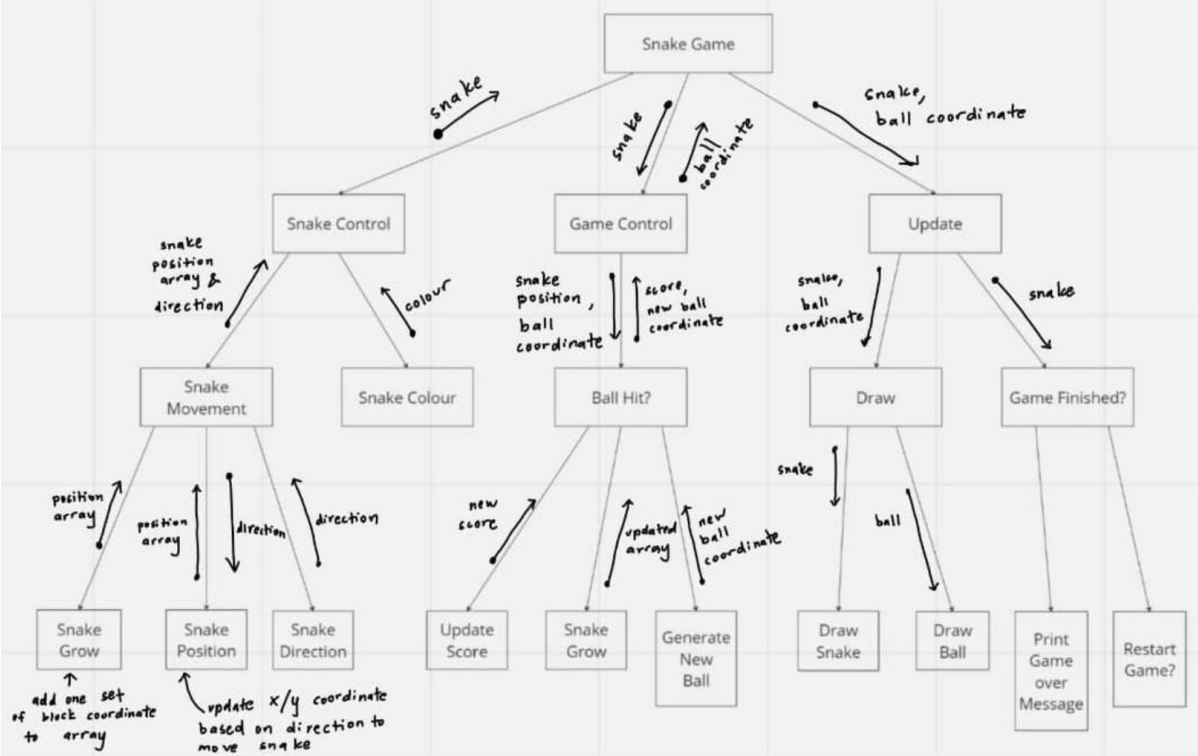 Snake Game
snake
snake
ball
coordinate
snake,
ball coordinate
Snake Control
Game Control
Update
snake
position
array &
direction
colour
snake
position,
ball
coordinate
score,
new ball
coordinate
snake,
ball
coordinate
snake
Snake
Movement
Snake Colour
Ball Hit?
Draw
Game Finished?
position
array
position
array
direction
direction
new
score
updated
array
new
ball
coordinate
snake
ball
Snake
Grow
Snake
Position
Snake
Direction
Update
Score
Snake
Grow
Generate
New
Ball
Draw
Snake
Draw
Ball
Print
Game
over
Message
Restart
Game?
add one set
of block coordinate
to array
update x/y coordinate
based on direction to
move snake